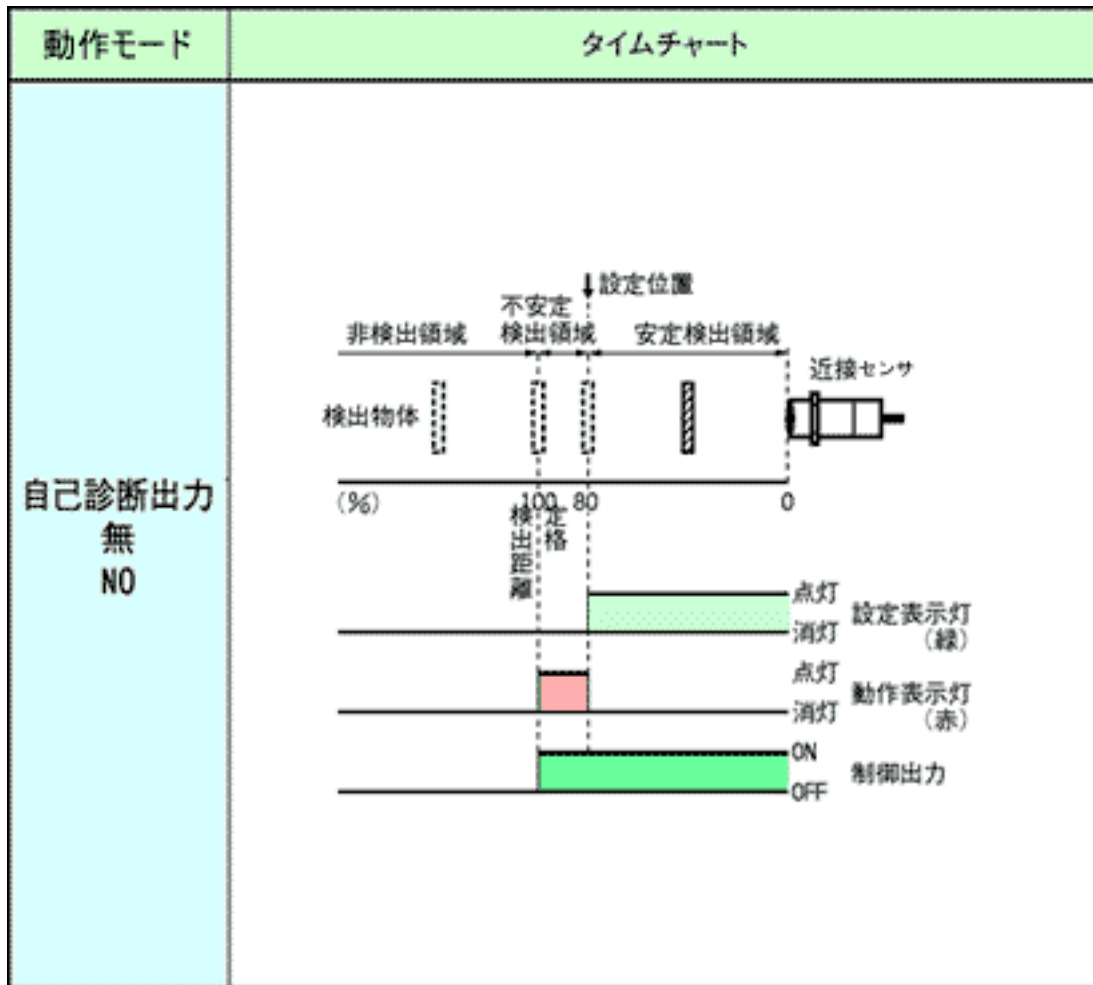 動作モード
タイムチャート
自己診断出力
無
NO
設定位置
不安定
非検出領域
検出領域
安定検出領域
近接センサ
検出物体
(%)
100
80
0
定格
検出距離
点灯
設定表示灯
消灯
(緑)
点灯
動作表示灯
消灯
(赤)
ON
制御出力
OFF